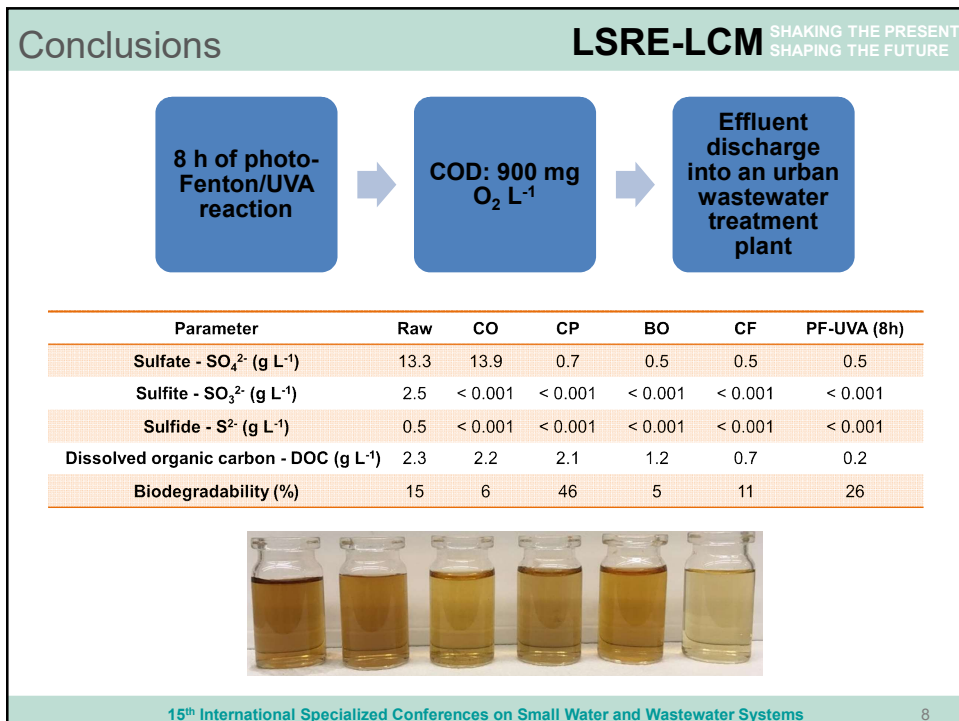 Conclusions
LSRE-LCM
SHAKING THE PRESENT
SHAPING THE FUTURE
8 h of photo-
Fenton/UVA
reaction
COD: 900 mg
O₂ L⁻¹
Effluent
discharge
into an urban
wastewater
treatment
plant
Parameter Raw CO CP BO CF PF-UVA (8h)
Sulfate - SO₄²⁻ (g L⁻¹) 13.3 13.9 0.7 0.5 0.5 0.5
Sulfite - SO₃²⁻ (g L⁻¹) 2.5 < 0.001 < 0.001 < 0.001 < 0.001 < 0.001
Sulfide - S²⁻ (g L⁻¹) 0.5 < 0.001 < 0.001 < 0.001 < 0.001 < 0.001
Dissolved organic carbon - DOC (g L⁻¹) 2.3 2.2 2.1 1.2 0.7 0.2
Biodegradability (%) 15 6 46 5 11 26
15ᵗʰ International Specialized Conferences on Small Water and Wastewater Systems 8